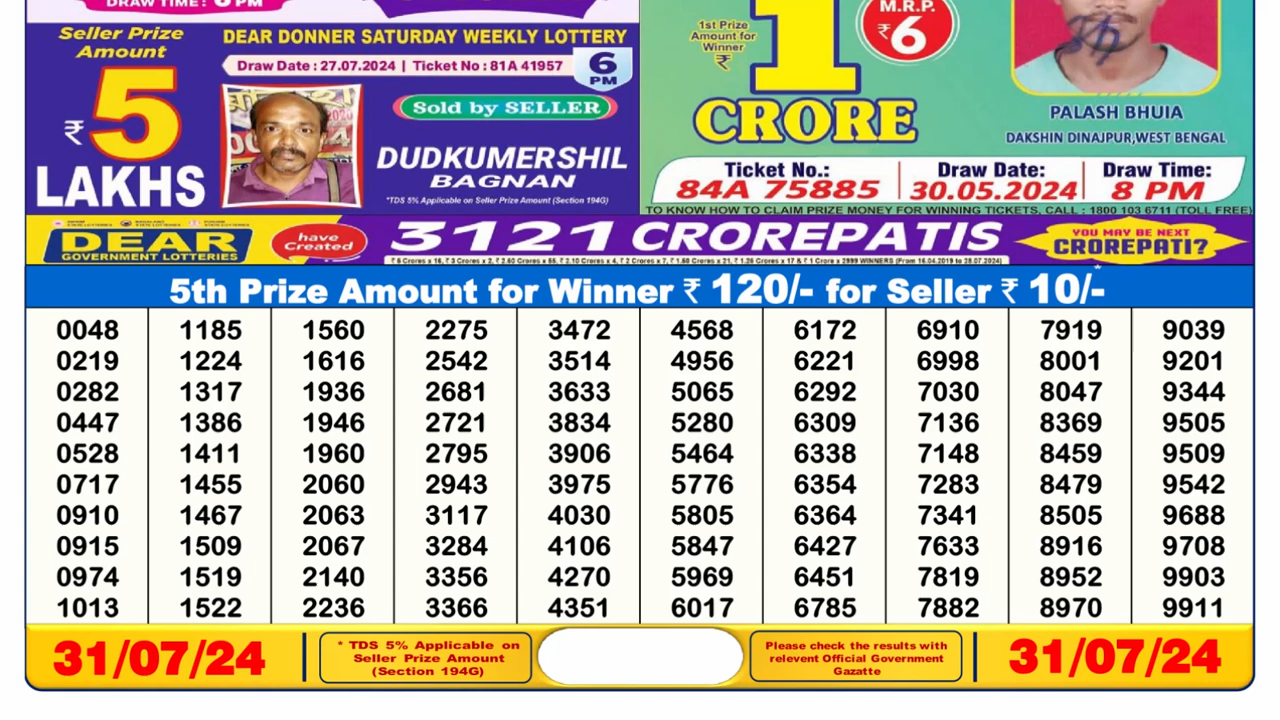 DRAW TIME: 6 PM
Seller Prize
Amount
₹5
LAKHS
DEAR DONNER SATURDAY WEEKLY LOTTERY
Draw Date : 27.07.2024 | Ticket No : 81A 41957
6
PM
Sold by SELLER
DUDKUMERSHIL
BAGNAN
*TDS 5% Applicable on Seller Prize Amount (Section 194G)
1st Prize
Amount for
Winner
₹
1
CRORE
M.R.P.
₹6
PALASH BHUIA
DAKSHIN DINAJPUR,WEST BENGAL
Ticket No.: Draw Date: Draw Time:
84A 75885 30.05.2024 8 PM
TO KNOW HOW TO CLAIM PRIZE MONEY FOR WINNING TICKETS, CALL : 1800 103 6711 (TOLL FREE)
DEAR
GOVERNMENT LOTTERIES
have
Created
3121 CROREPATIS
YOU MAY BE NEXT
CROREPATI?
5th Prize Amount for Winner ₹ 120/- for Seller ₹ 10/-*
0048 1185 1560 2275 3472 4568 6172 6910 7919 9039
0219 1224 1616 2542 3514 4956 6221 6998 8001 9201
0282 1317 1936 2681 3633 5065 6292 7030 8047 9344
0447 1386 1946 2721 3834 5280 6309 7136 8369 9505
0528 1411 1960 2795 3906 5464 6338 7148 8459 9509
0717 1455 2060 2943 3975 5776 6354 7283 8479 9542
0910 1467 2063 3117 4030 5805 6364 7341 8505 9688
0915 1509 2067 3284 4106 5847 6427 7633 8916 9708
0974 1519 2140 3356 4270 5969 6451 7819 8952 9903
1013 1522 2236 3366 4351 6017 6785 7882 8970 9911
31/07/24
* TDS 5% Applicable on
Seller Prize Amount
(Section 194G)
Please check the results with
relevent Official Government
Gazatte
31/07/24